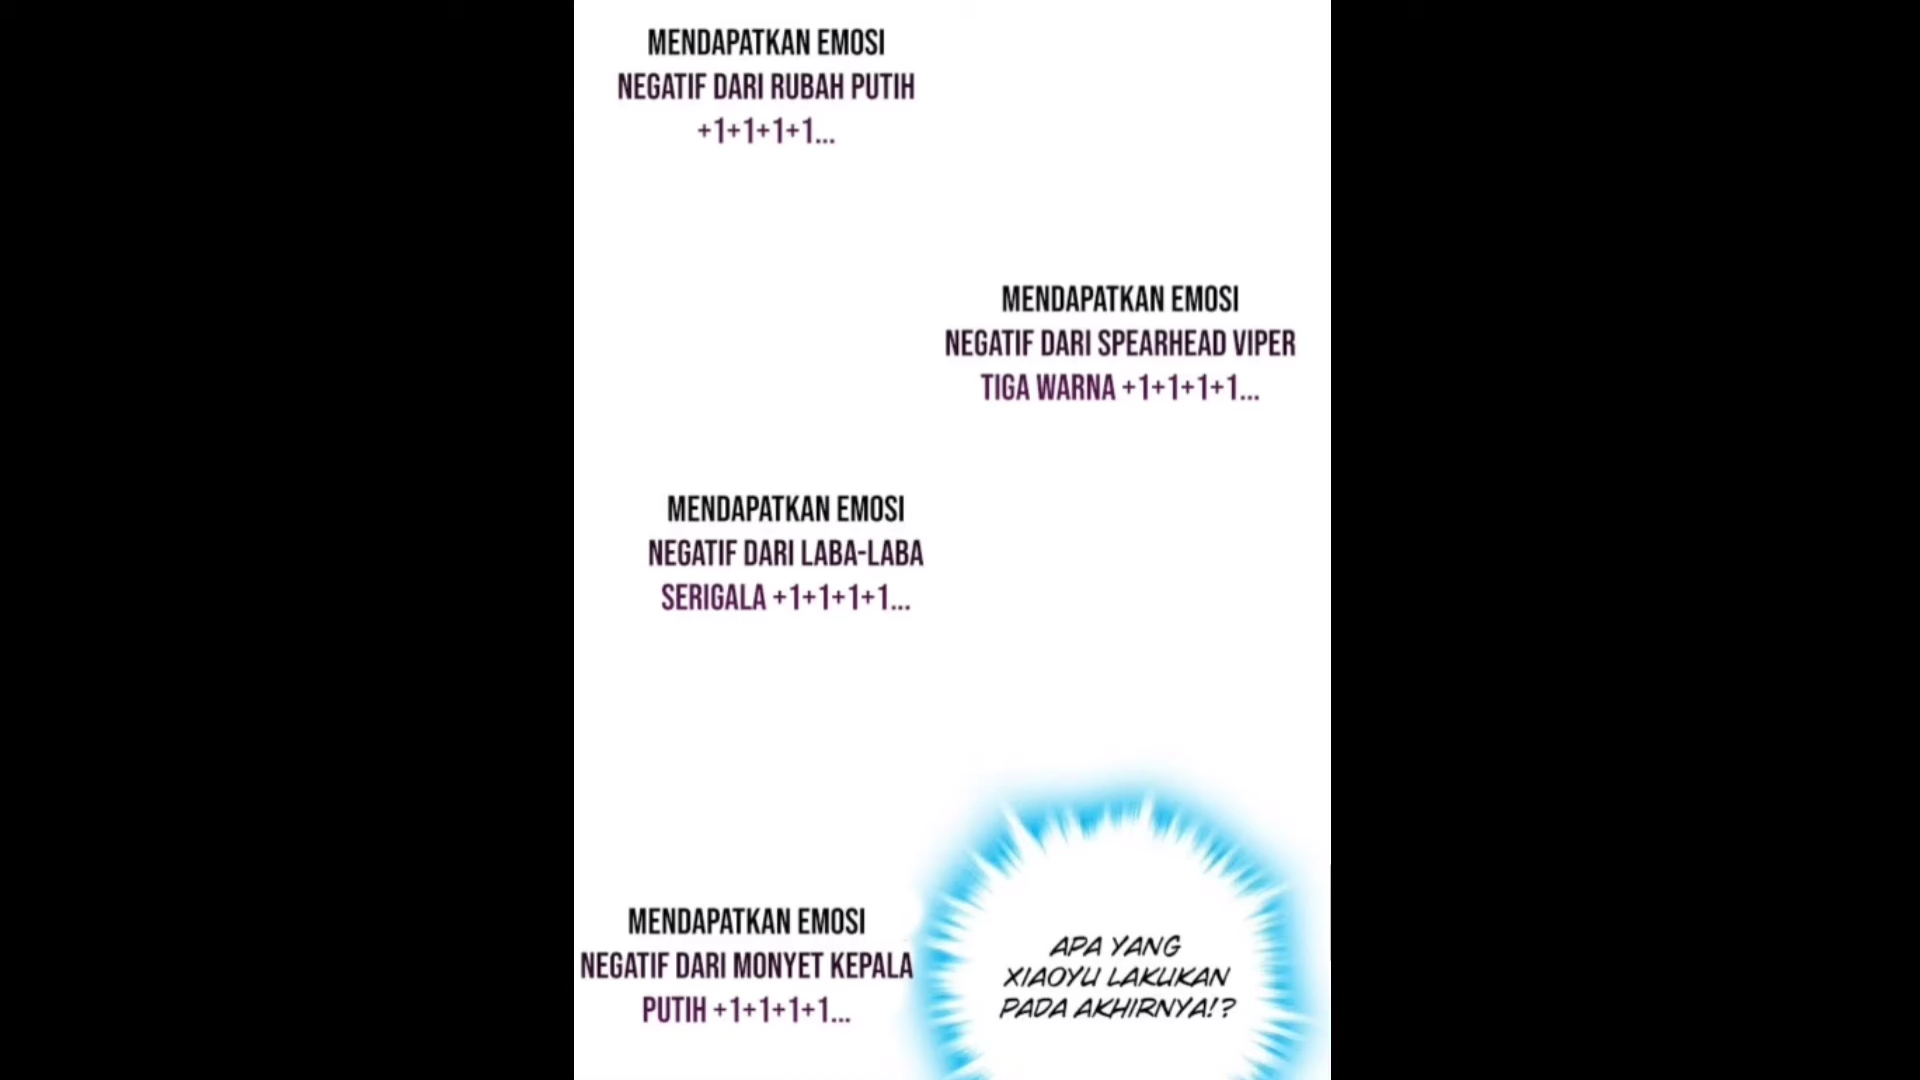 MENDAPATKAN EMOSI
NEGATIF DARI RUBAH PUTIH
+1+1+1+1...
MENDAPATKAN EMOSI
NEGATIF DARI SPEARHEAD VIPER
TIGA WARNA +1+1+1+1...
MENDAPATKAN EMOSI
NEGATIF DARI LABA-LABA
SERIGALA +1+1+1+1...
MENDAPATKAN EMOSI
NEGATIF DARI MONYET KEPALA
PUTIH +1+1+1+1...
APA YANG
XIAOYU LAKUKAN
PADA AKHIRNYA!?